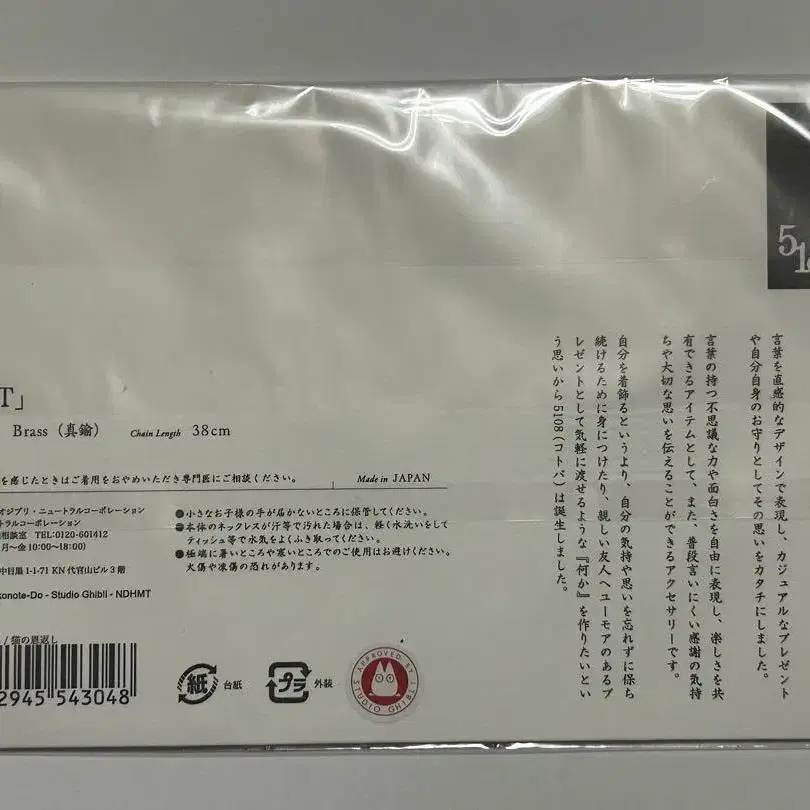 51
言葉を直感的なデザインで表現し、カジュアルなプレゼント
や自分自身のお守りとしてその思いをカタチにしました。
言葉の持つ不思議な力や面白さを自由に表現し、楽しさを共
有できるアイテムとして、また、普段言いにくい感謝の気持
ちや大切な思いを伝えることができるアクセサリーです。
自分を着飾るというより、自分の気持や思いを忘れずに保ち
続けるために身につけたり、親しい友人へユーモアのあるプ
レゼントとして気軽に渡せるような『何か』を作りたいとい
う思いから 5108 (コトバ) は誕生しました。
T」
Brass（真鍮） Chain Length 38cm
を感じたときはご着用をおやめいただき専門医にご相談ください。
Made in JAPAN
オジブリ・ニュートラルコーポレーション
トラルコーポレーション
相談室 TEL:0120-601412
月～金 10:00~18:00)
中目黒 1-1-71 KN 代官山ビル 3 階
konote-Do - Studio Ghibli - NDHMT
●小さなお子様の手が届かないところに保管してください。
●本体のネックレスが汗等で汚れた場合は、軽く水洗いをして
ティッシュ等で水気をよくふき取ってください。
●極端に暑いところや寒いところでのご使用はお避けください。
火傷や凍傷の恐れがあります。
/ 猫の恩返し
2945 543048
紙 台紙
プラ 外装
APPROVED BY
STUDIO GHIBLI